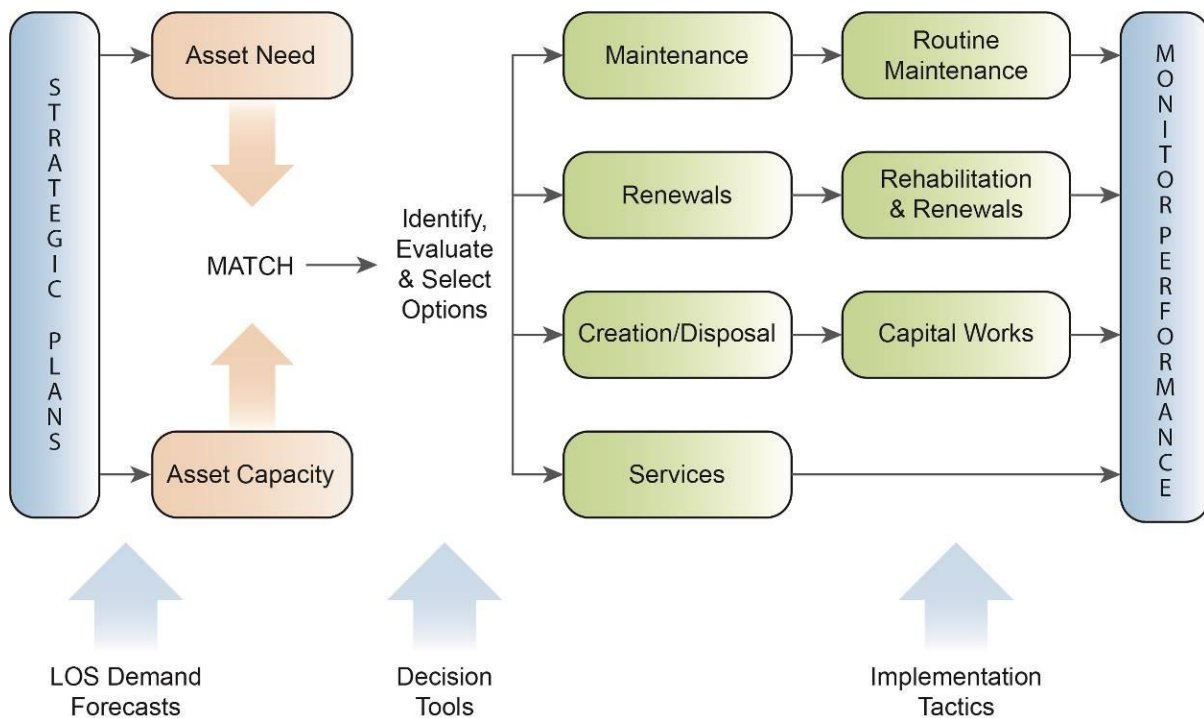 STRATEGIC PLANS
Asset Need
MATCH
Asset Capacity
Identify,
Evaluate
& Select
Options
Maintenance
Routine
Maintenance
Renewals
Rehabilitation
& Renewals
Creation/Disposal
Capital Works
Services
MONITOR PERFORMANCE
LOS Demand
Forecasts
Decision
Tools
Implementation
Tactics